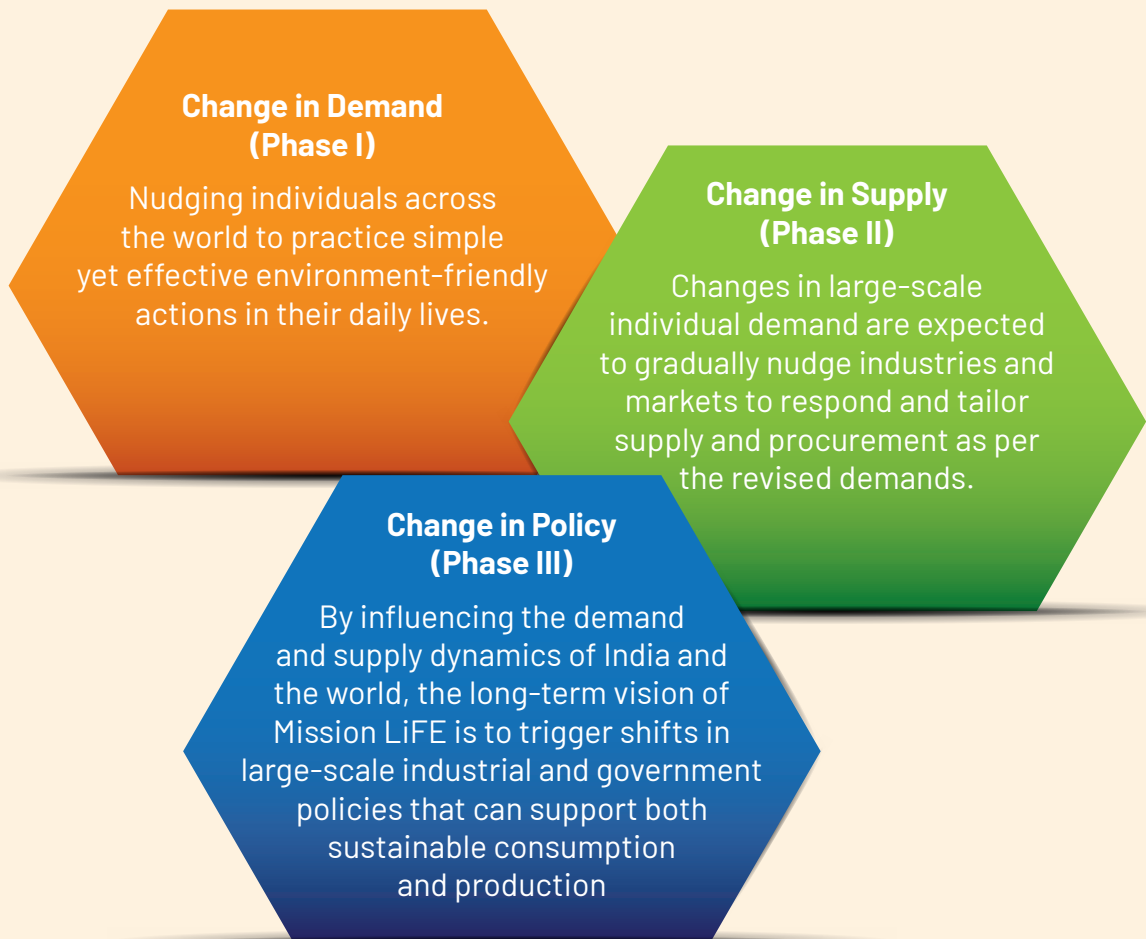 Change in Demand
(Phase I)
Nudging individuals across
the world to practice simple
yet effective environment-friendly
actions in their daily lives.
Change in Supply
(Phase II)
Changes in large-scale
individual demand are expected
to gradually nudge industries and
markets to respond and tailor
supply and procurement as per
the revised demands.
Change in Policy
(Phase III)
By influencing the demand
and supply dynamics of India and
the world, the long-term vision of
Mission LiFE is to trigger shifts in
large-scale industrial and government
policies that can support both
sustainable consumption
and production